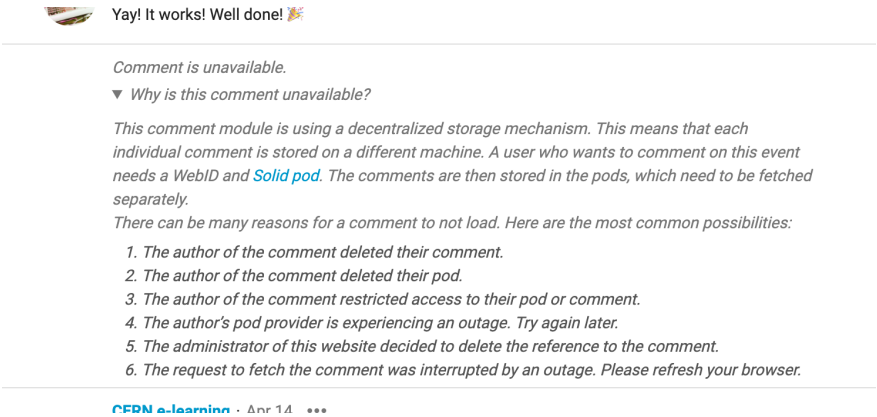 Yay! It works! Well done! 🎉
Comment is unavailable.
▼ Why is this comment unavailable?
This comment module is using a decentralized storage mechanism. This means that each
individual comment is stored on a different machine. A user who wants to comment on this event
needs a WebID and Solid pod. The comments are then stored in the pods, which need to be fetched
separately.
There can be many reasons for a comment to not load. Here are the most common possibilities:
1. The author of the comment deleted their comment.
2. The author of the comment deleted their pod.
3. The author of the comment restricted access to their pod or comment.
4. The author’s pod provider is experiencing an outage. Try again later.
5. The administrator of this website decided to delete the reference to the comment.
6. The request to fetch the comment was interrupted by an outage. Please refresh your browser.
CERN e-learning · Apr 14 •••